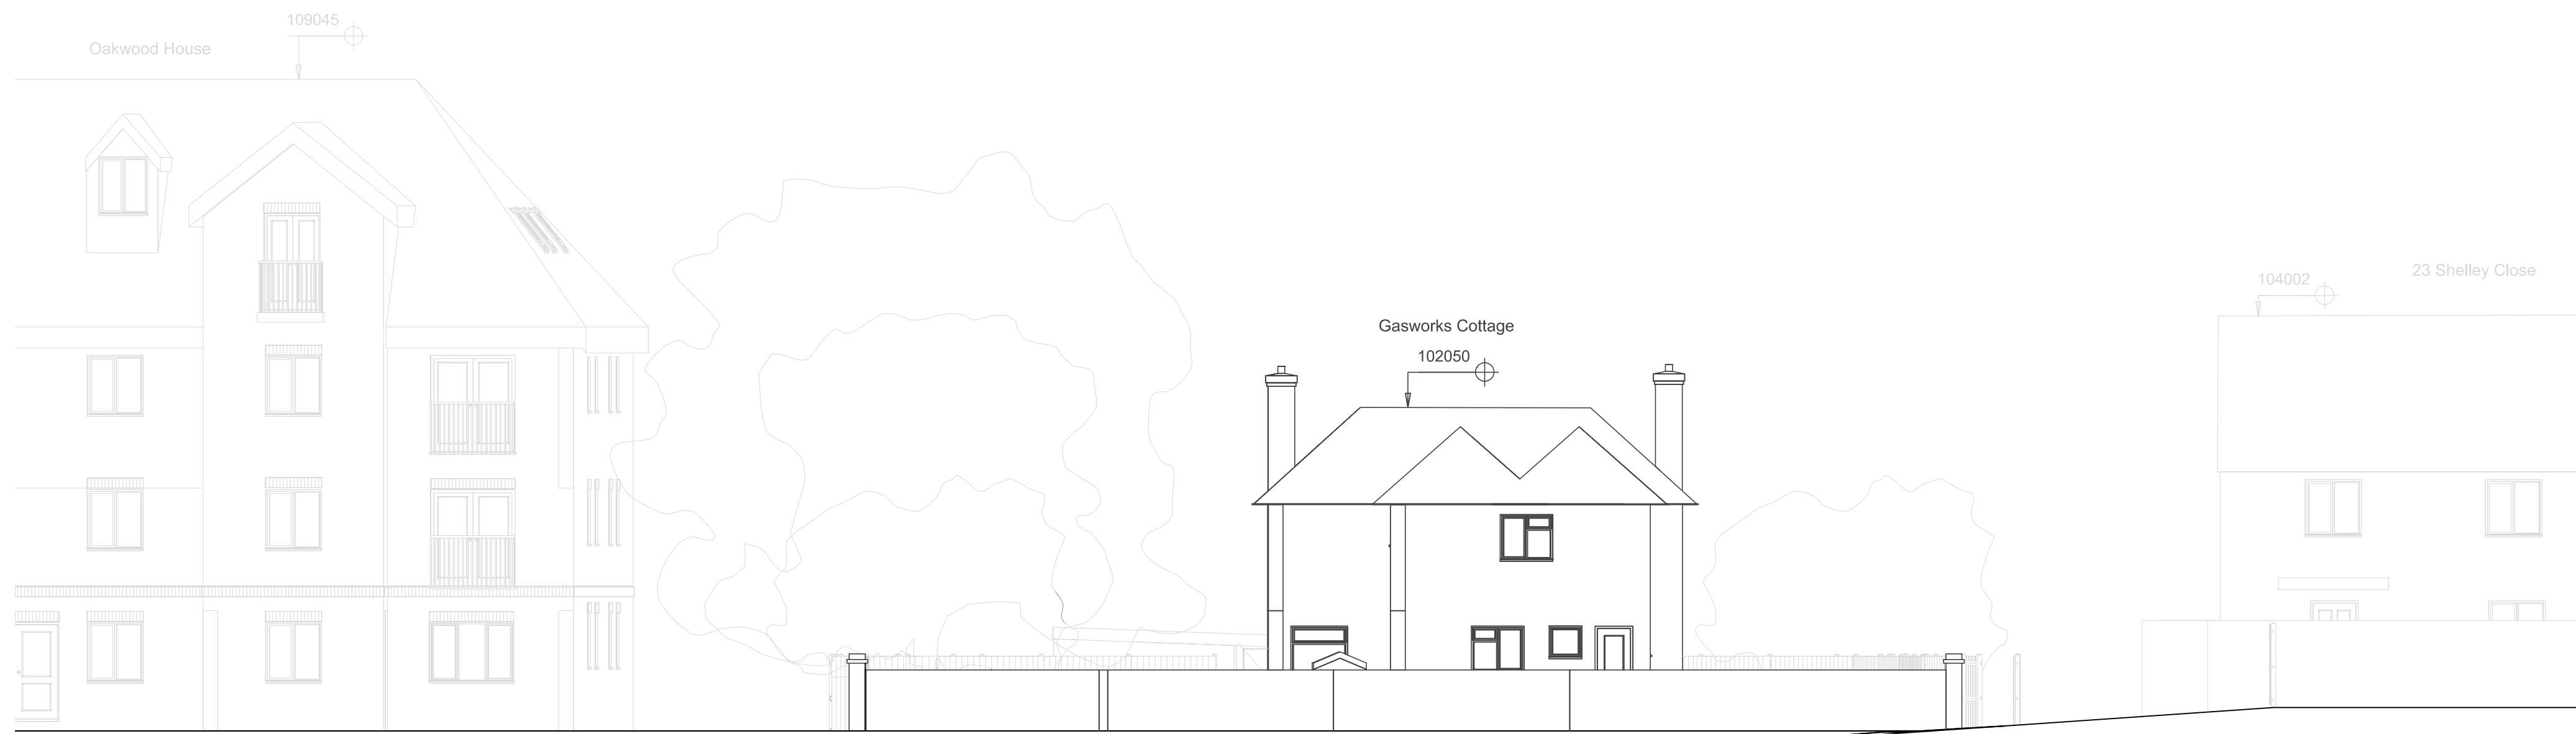 109045
Oakwood House
104002
23 Shelley Close
Gasworks Cottage
102050